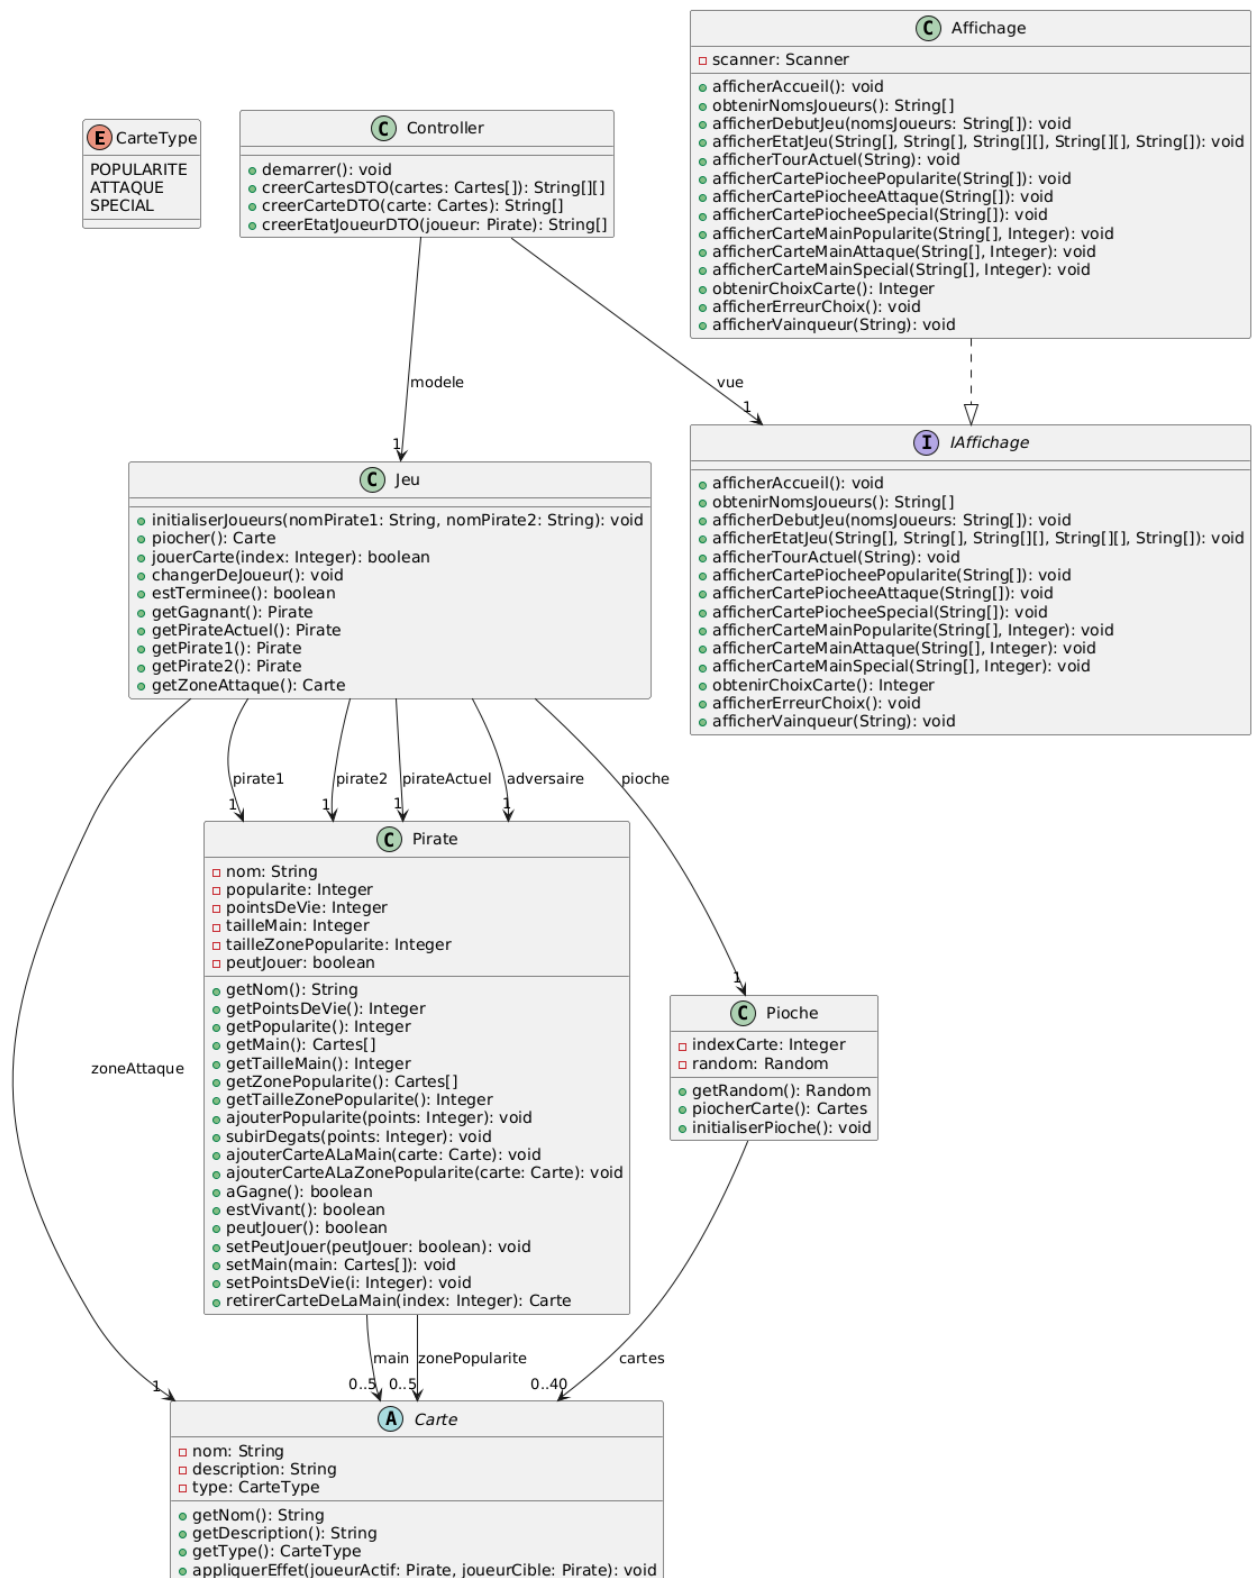 C Affichage
scanner: Scanner
afficherAccueil(): void
obtenirNomsJoueurs(): String[]
afficherDebutJeu(nomsJoueurs: String[]): void
afficherEtatJeu(String[], String[], String[][], String[][], String[]): void
afficherTourActuel(String): void
afficherCartePiocheePopularite(String[]): void
afficherCartePiocheeAttaque(String[]): void
afficherCartePiocheeSpecial(String[]): void
afficherCarteMainPopularite(String[], Integer): void
afficherCarteMainAttaque(String[], Integer): void
afficherCarteMainSpecial(String[], Integer): void
obtenirChoixCarte(): Integer
afficherErreurChoix(): void
afficherVainqueur(String): void
E CarteType
POPULARITE
ATTAQUE
SPECIAL
C Controller
demarrer(): void
creerCartesDTO(cartes: Cartes[]): String[][]
creerCarteDTO(carte: Cartes): String[]
creerEtatJoueurDTO(joueur: Pirate): String[]
modele
1
vue
1
I IAffichage
afficherAccueil(): void
obtenirNomsJoueurs(): String[]
afficherDebutJeu(nomsJoueurs: String[]): void
afficherEtatJeu(String[], String[], String[][], String[][], String[]): void
afficherTourActuel(String): void
afficherCartePiocheePopularite(String[]): void
afficherCartePiocheeAttaque(String[]): void
afficherCartePiocheeSpecial(String[]): void
afficherCarteMainPopularite(String[], Integer): void
afficherCarteMainAttaque(String[], Integer): void
afficherCarteMainSpecial(String[], Integer): void
obtenirChoixCarte(): Integer
afficherErreurChoix(): void
afficherVainqueur(String): void
C Jeu
initialiserJoueurs(nomPirate1: String, nomPirate2: String): void
piocher(): Carte
jouerCarte(index: Integer): boolean
changerDeJoueur(): void
estTerminee(): boolean
getGagnant(): Pirate
getPirateActuel(): Pirate
getPirate1(): Pirate
getPirate2(): Pirate
getZoneAttaque(): Carte
pirate1
1
pirate2
1
pirateActuel
1
adversaire
1
pioche
1
zoneAttaque
1
C Pirate
nom: String
popularite: Integer
pointsDeVie: Integer
tailleMain: Integer
tailleZonePopularite: Integer
peutJouer: boolean
getNom(): String
getPointsDeVie(): Integer
getPopularite(): Integer
getMain(): Cartes[]
getTailleMain(): Integer
getZonePopularite(): Cartes[]
getTailleZonePopularite(): Integer
ajouterPopularite(points: Integer): void
subirDegats(points: Integer): void
ajouterCarteALaMain(carte: Carte): void
ajouterCarteALaZonePopularite(carte: Carte): void
aGagne(): boolean
estVivant(): boolean
peutJouer(): boolean
setPeutJouer(peutJouer: boolean): void
setMain(main: Cartes[]): void
setPointsDeVie(i: Integer): void
retirerCarteDeLaMain(index: Integer): Carte
C Pioche
indexCarte: Integer
random: Random
getRandom(): Random
piocherCarte(): Cartes
initialiserPioche(): void
main
0..5
zonePopularite
0..5
cartes
0..40
A Carte
nom: String
description: String
type: CarteType
getNom(): String
getDescription(): String
getType(): CarteType
appliquerEffet(joueurActif: Pirate, joueurCible: Pirate): void